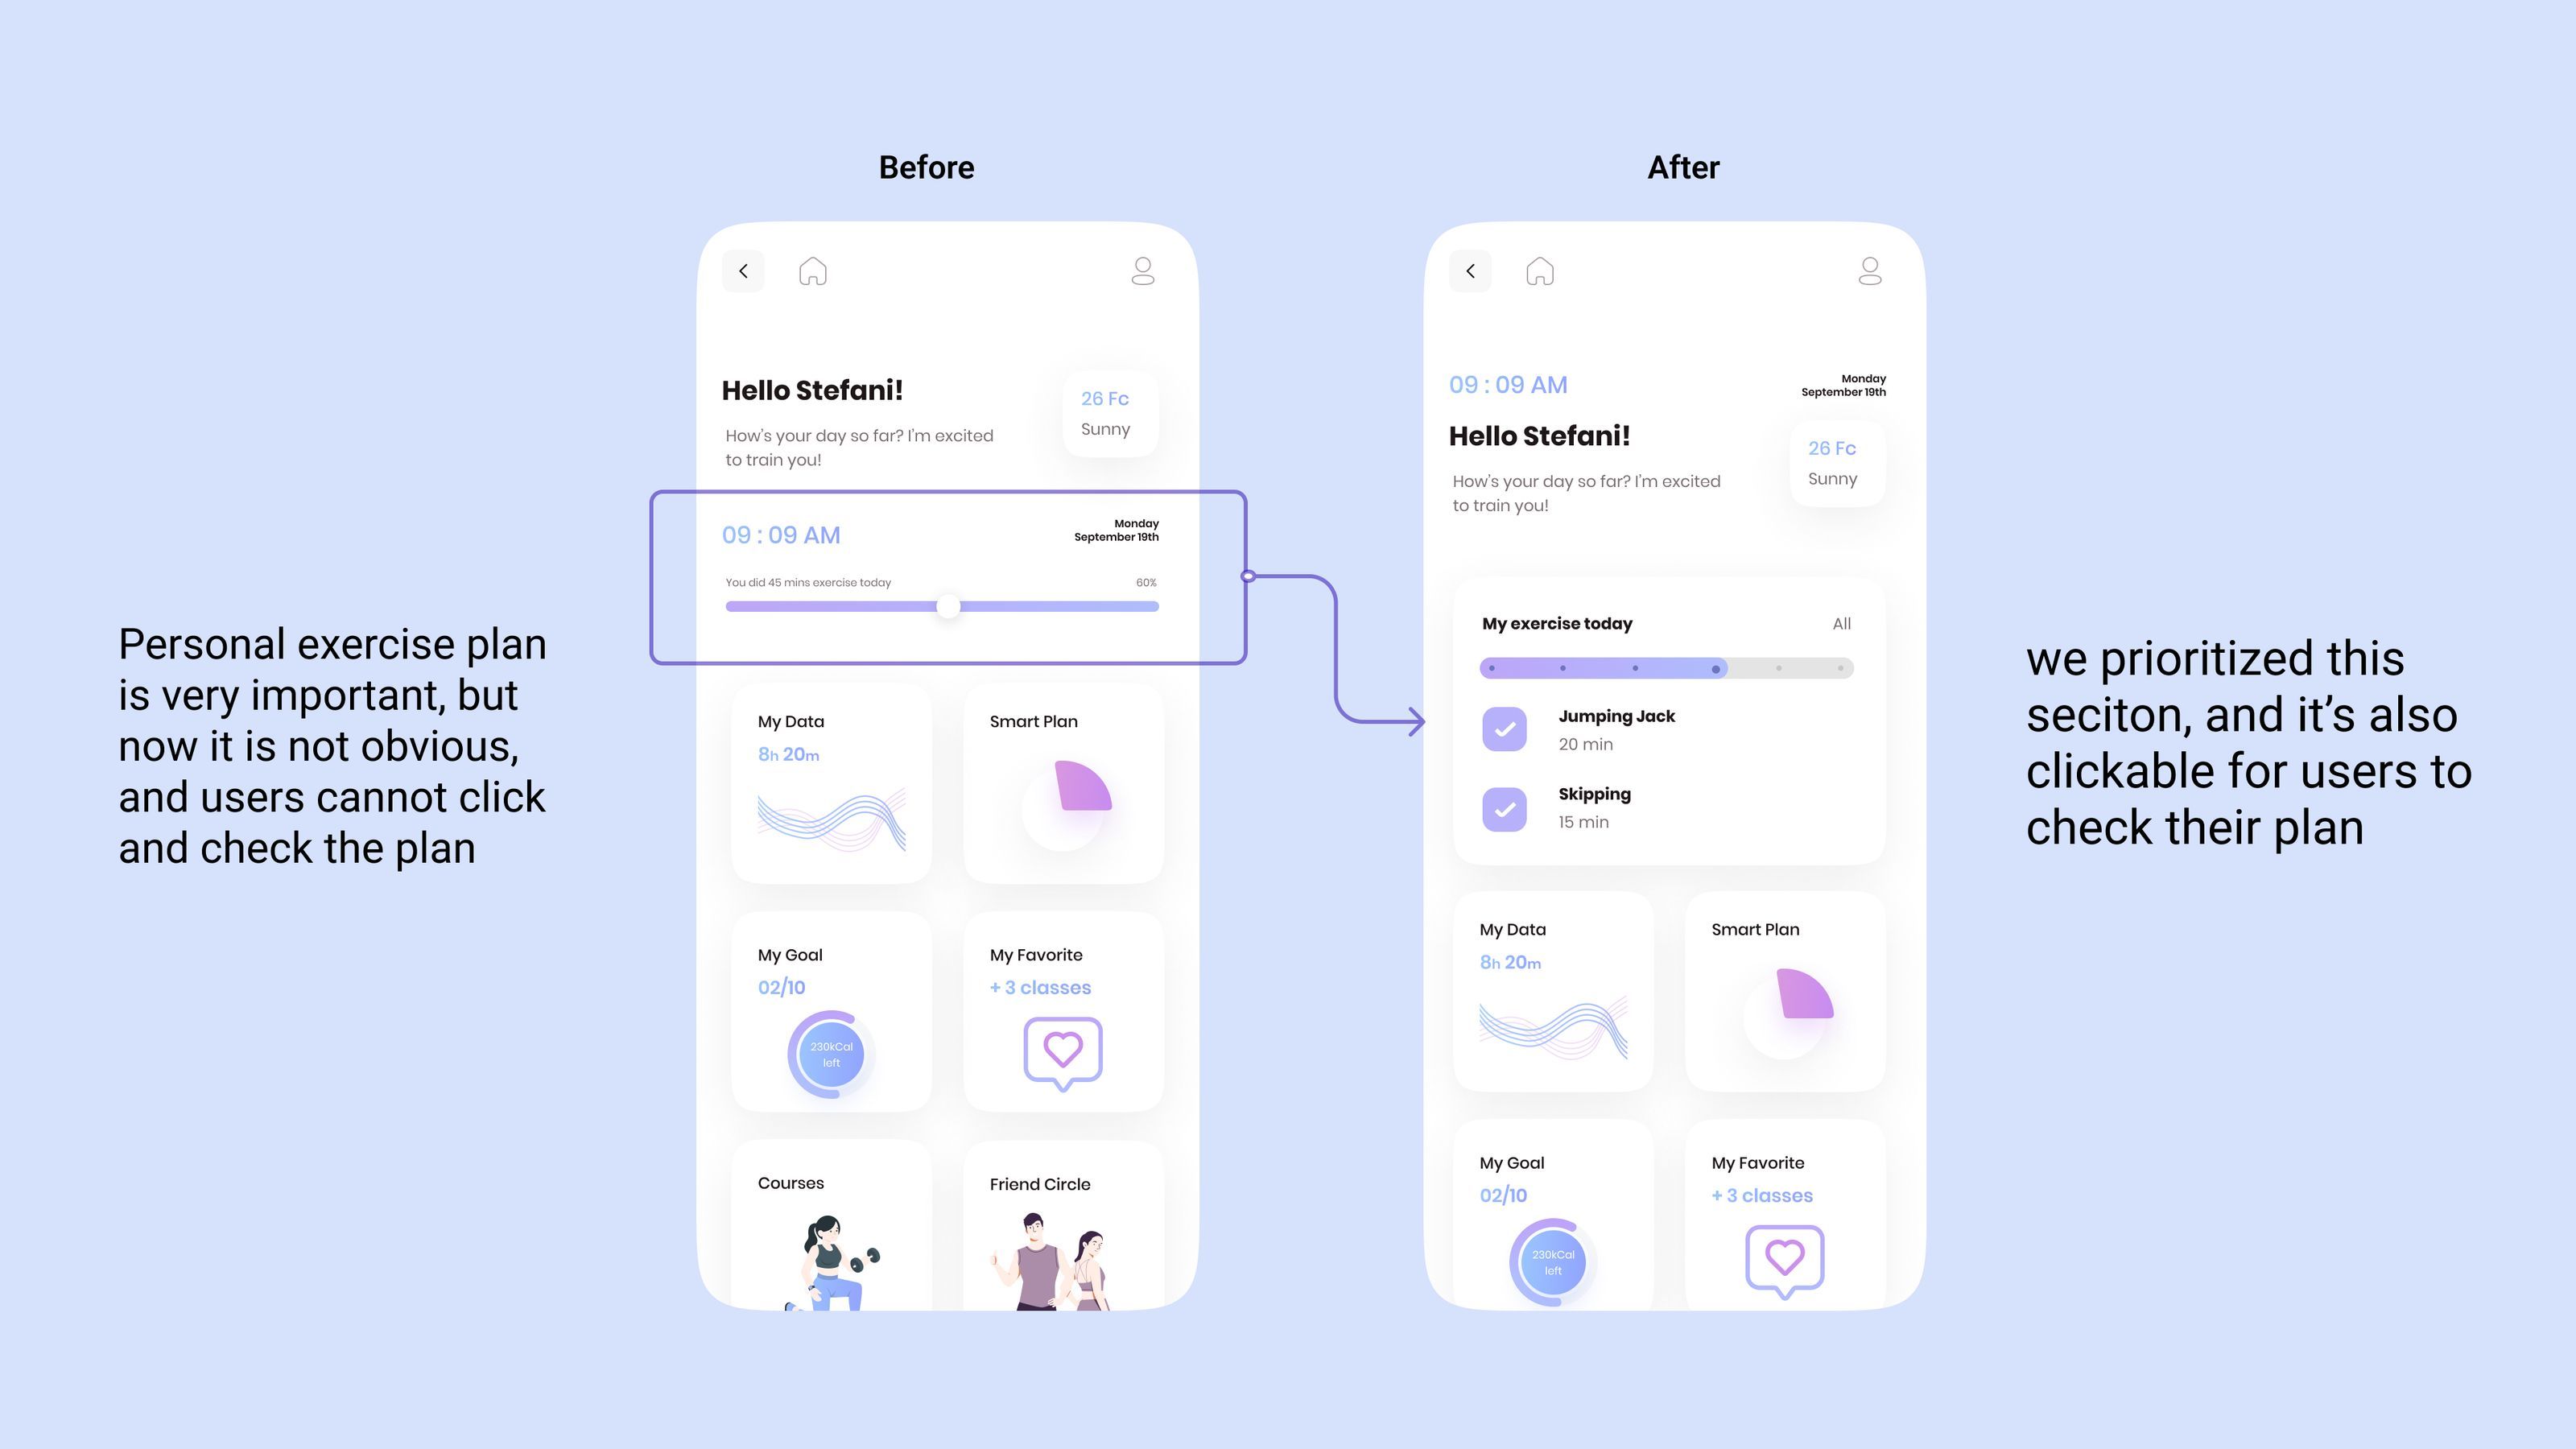 Before
After
Personal exercise plan
is very important, but
now it is not obvious,
and users cannot click
and check the plan
Hello Stefani!
How's your day so far? I'm excited
to train you!
26 Fc
Sunny
09 : 09 AM
Monday
September 19th
You did 45 mins exercise today
60%
My Data
8h 20m
Smart Plan
My Goal
02/10
230kCal
left
My Favorite
+ 3 classes
Courses
Friend Circle
09 : 09 AM
Monday
September 19th
Hello Stefani!
How's your day so far? I'm excited
to train you!
26 Fc
Sunny
My exercise today
All
Jumping Jack
20 min
Skipping
15 min
My Data
8h 20m
Smart Plan
My Goal
02/10
230kCal
left
My Favorite
+ 3 classes
we prioritized this
seciton, and it’s also
clickable for users to
check their plan